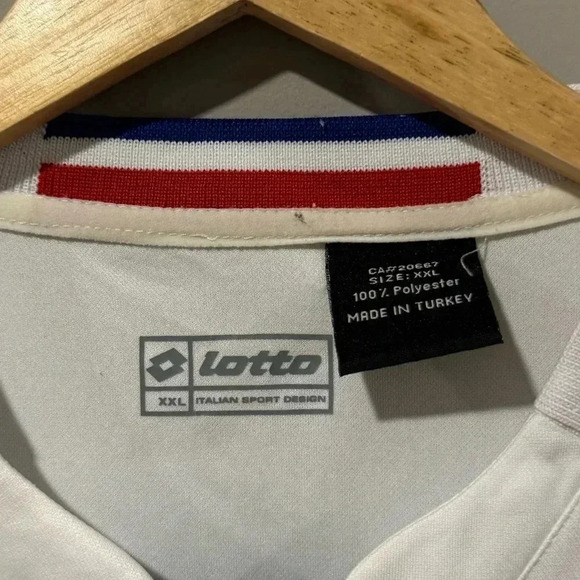 CA#20667
SIZE: XXL
100% Polyester
MADE IN TURKEY
lotto
XXL ITALIAN SPORT DESIGN